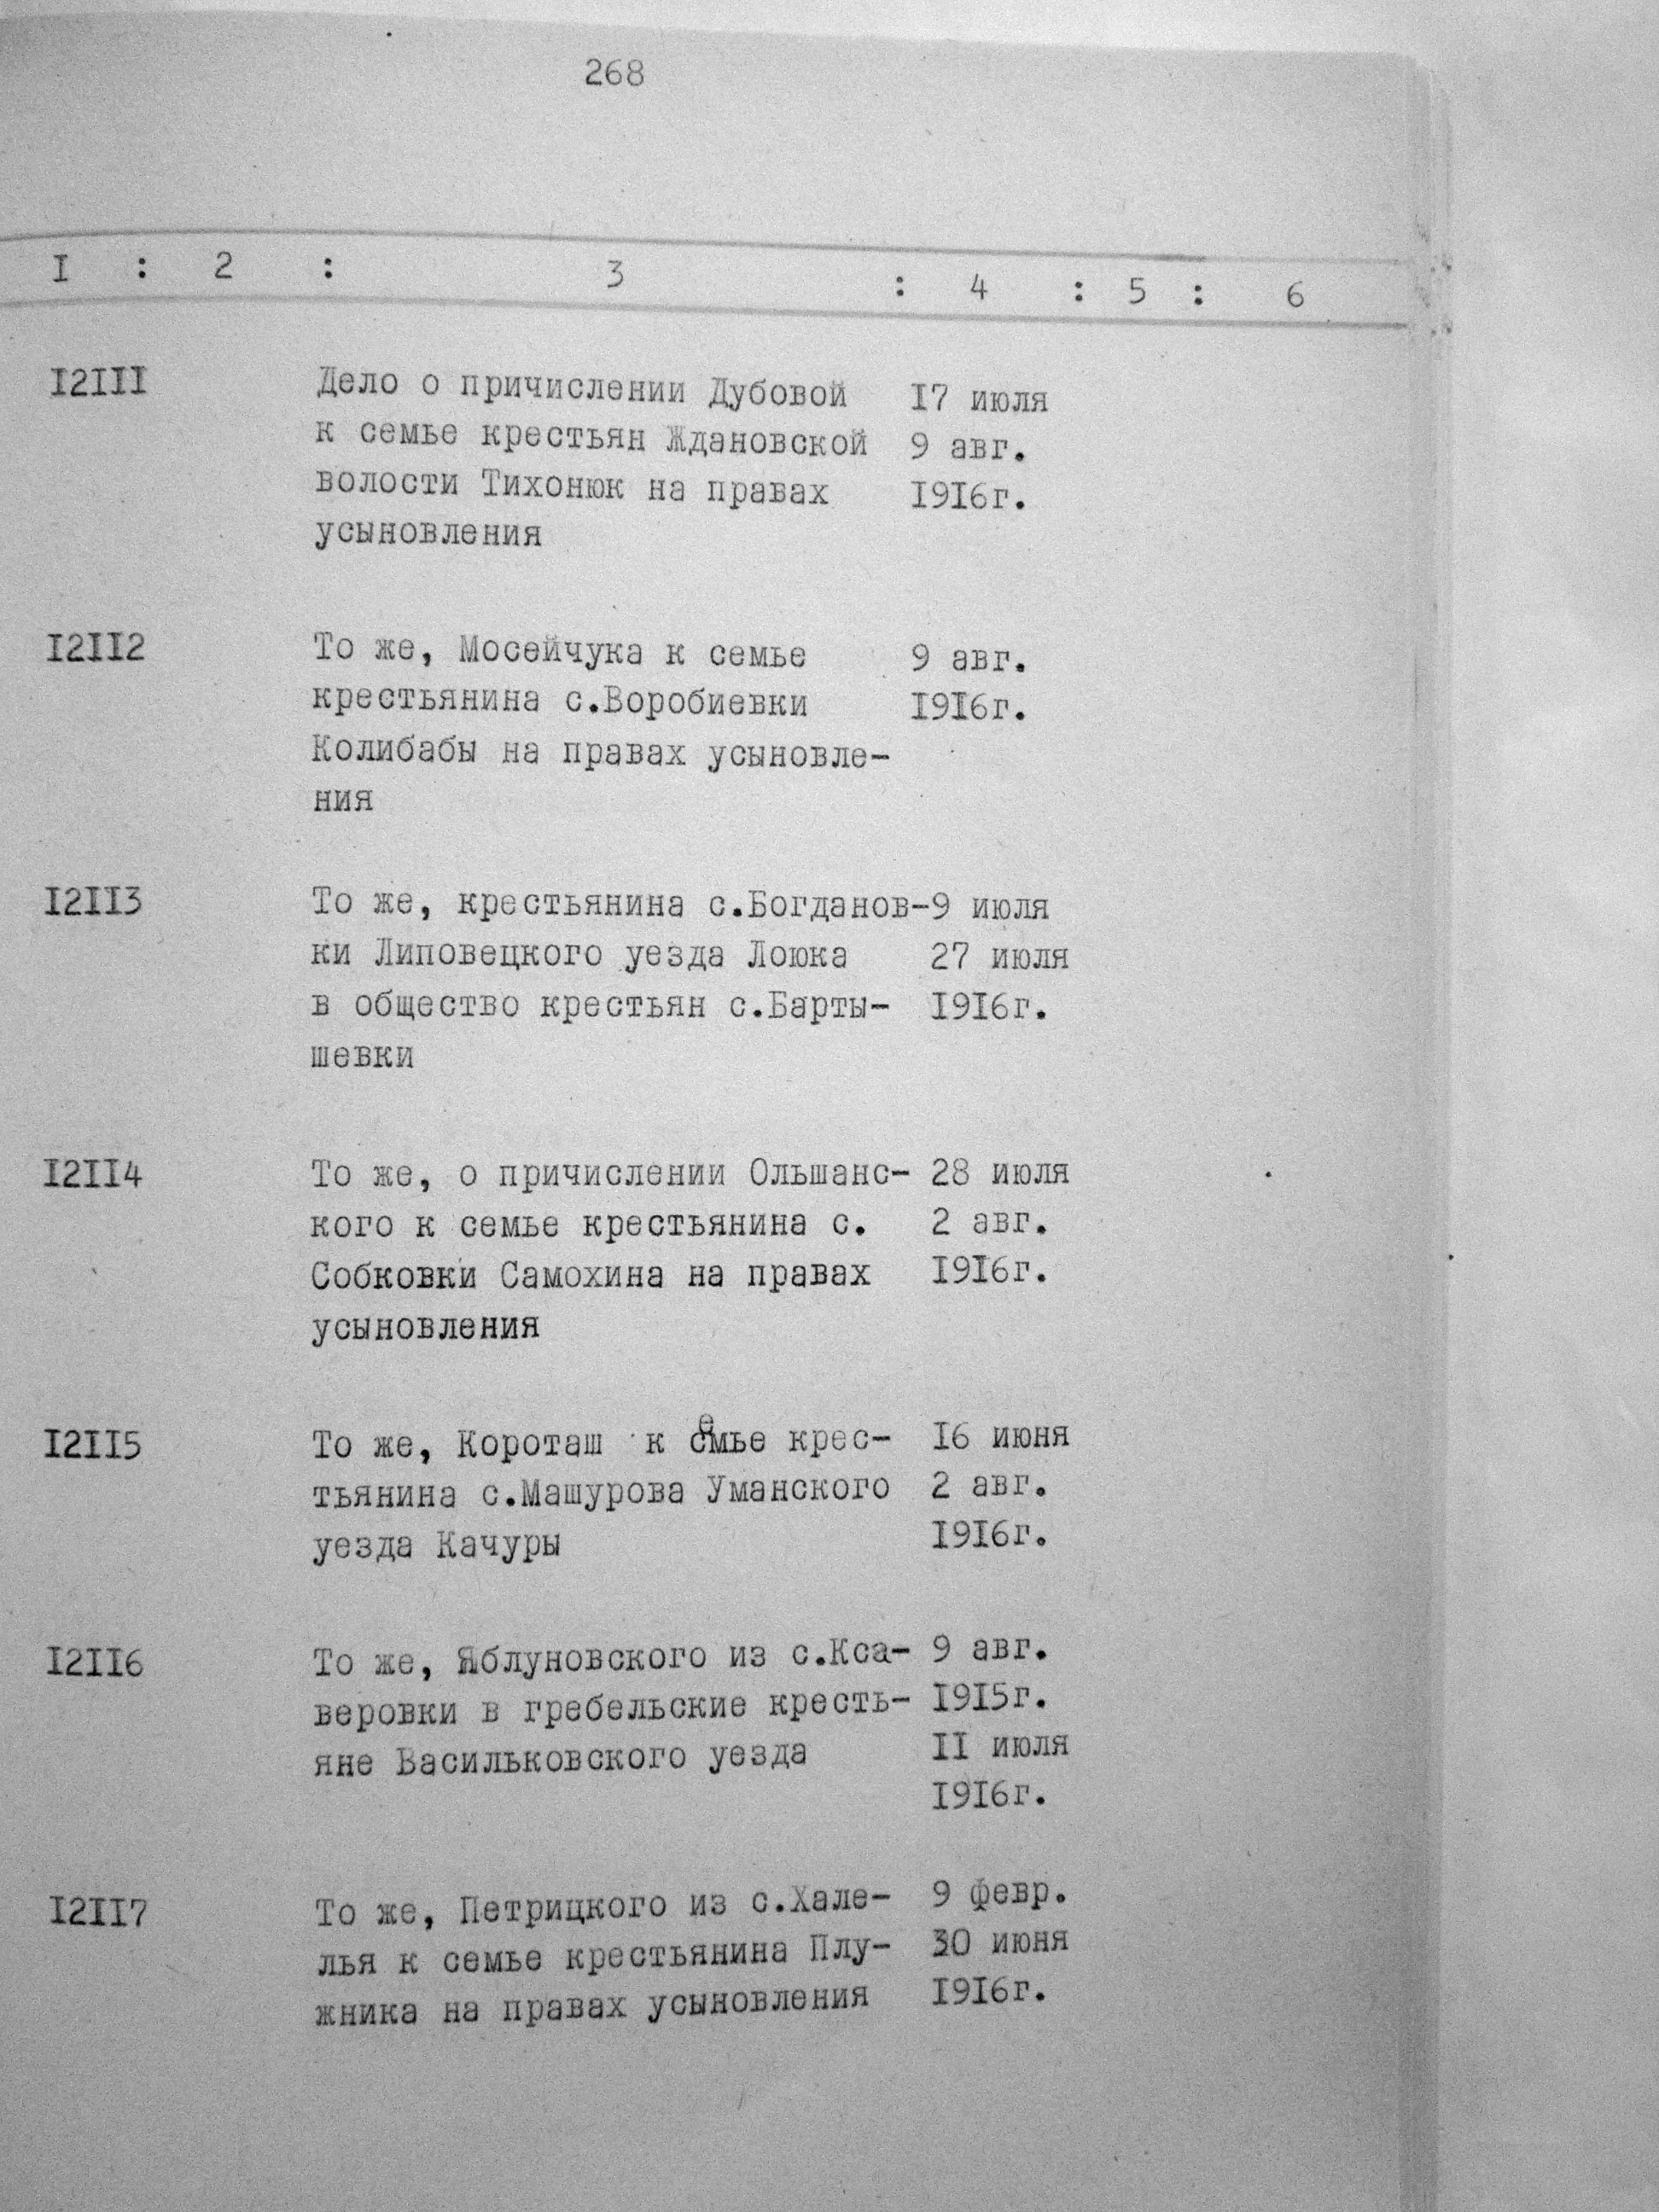 268
I : 2 : 3 : 4 : 5 : 6
I2III Дело о причислении Дубовой 17 июля
к семье крестьян Ждановской 9 авг.
волости Тихонюк на правах 1916г.
усыновления
I2II2 То же, Мосейчука к семье 9 авг.
крестьянина с.Воробиевки 1916г.
Колибабы на правах усыновле-
ния
I2II3 То же, крестьянина с.Богданов- 9 июля
ки Липовецкого уезда Лоюка 27 июля
в общество крестьян с.Барты- 1916г.
шевки
I2II4 То же, о причислении Ольшанс- 28 июля
кого к семье крестьянина с. 2 авг.
Собковки Самохина на правах 1916г.
усыновления
I2II5 То же, Короташ к семье крес- 16 июня
тьянина с.Машурова Уманского 2 авг.
уезда Качуры 1916г.
I2II6 То же, Яблуновского из с.Кса- 9 авг.
веровки в гребельские кресть- 1915г.
яне Васильковского уезда II июля
1916г.
I2II7 То же, Петрицкого из с.Хале- 9 февр.
лья к семье крестьянина Плу- 30 июня
жника на правах усыновления 1916г.